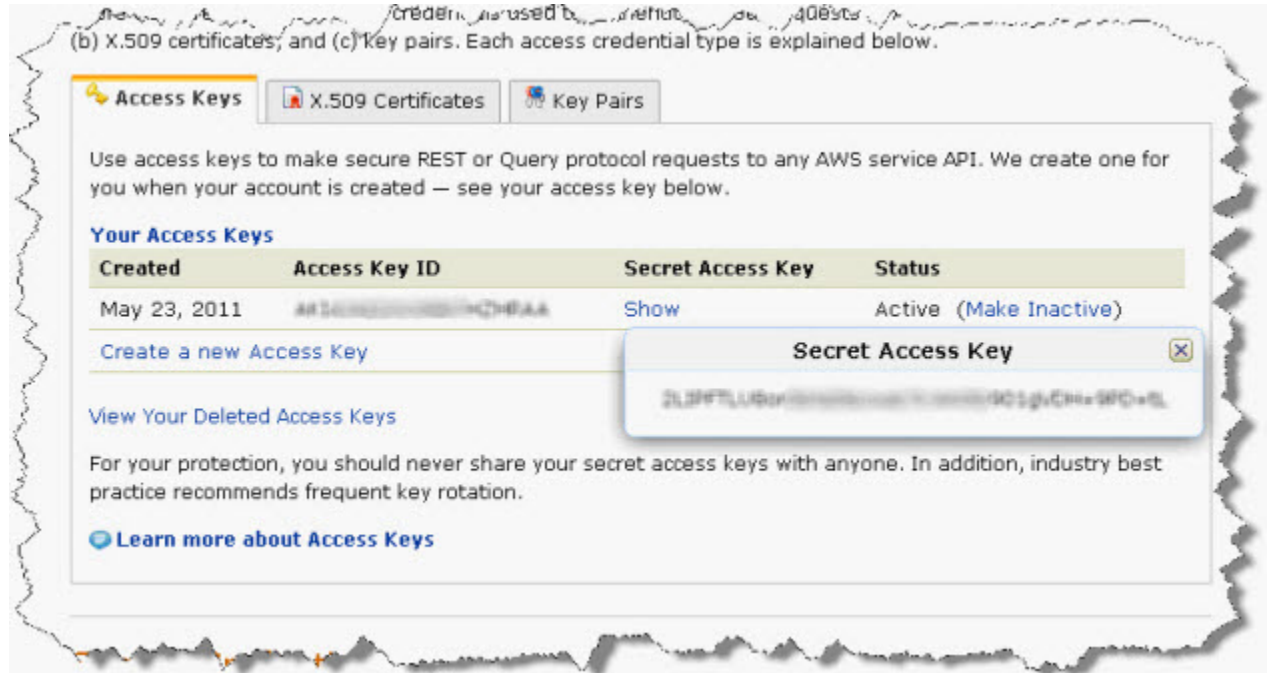 (b) X.509 certificates, and (c) key pairs. Each access credential type is explained below.
Access Keys X.509 Certificates Key Pairs
Use access keys to make secure REST or Query protocol requests to any AWS service API. We create one for
you when your account is created — see your access key below.
Your Access Keys
Created Access Key ID Secret Access Key Status
May 23, 2011 Show Active (Make Inactive)
Create a new Access Key
Secret Access Key
View Your Deleted Access Keys
For your protection, you should never share your secret access keys with anyone. In addition, industry best
practice recommends frequent key rotation.
Learn more about Access Keys